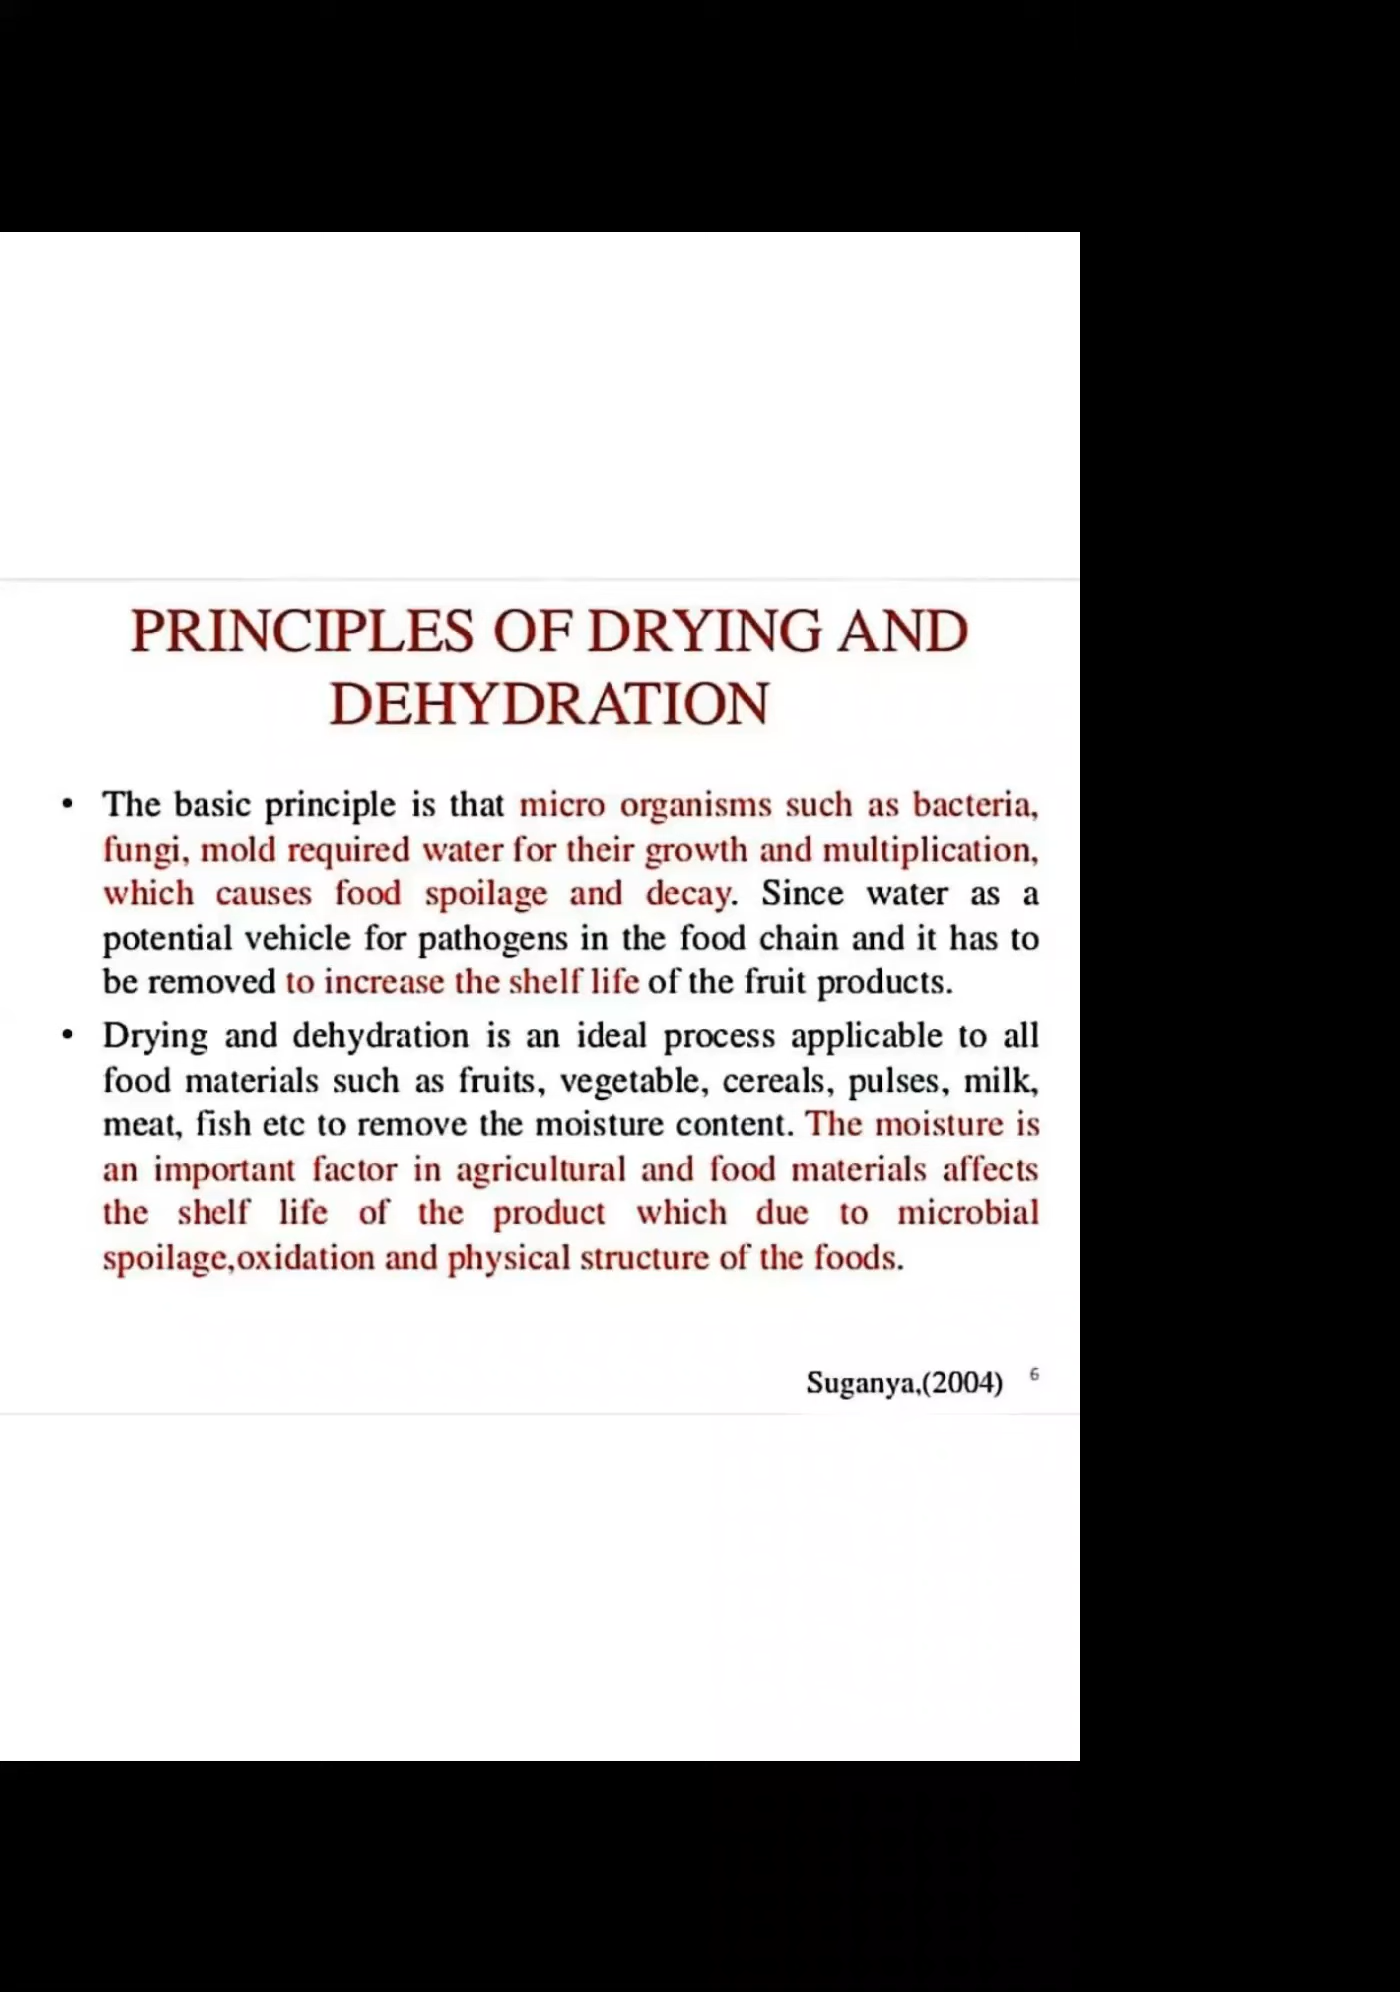 PRINCIPLES OF DRYING AND
DEHYDRATION
• The basic principle is that micro organisms such as bacteria,
fungi, mold required water for their growth and multiplication,
which causes food spoilage and decay. Since water as a
potential vehicle for pathogens in the food chain and it has to
be removed to increase the shelf life of the fruit products.
• Drying and dehydration is an ideal process applicable to all
food materials such as fruits, vegetable, cereals, pulses, milk,
meat, fish etc to remove the moisture content. The moisture is
an important factor in agricultural and food materials affects
the shelf life of the product which due to microbial
spoilage,oxidation and physical structure of the foods.
Suganya,(2004) 6